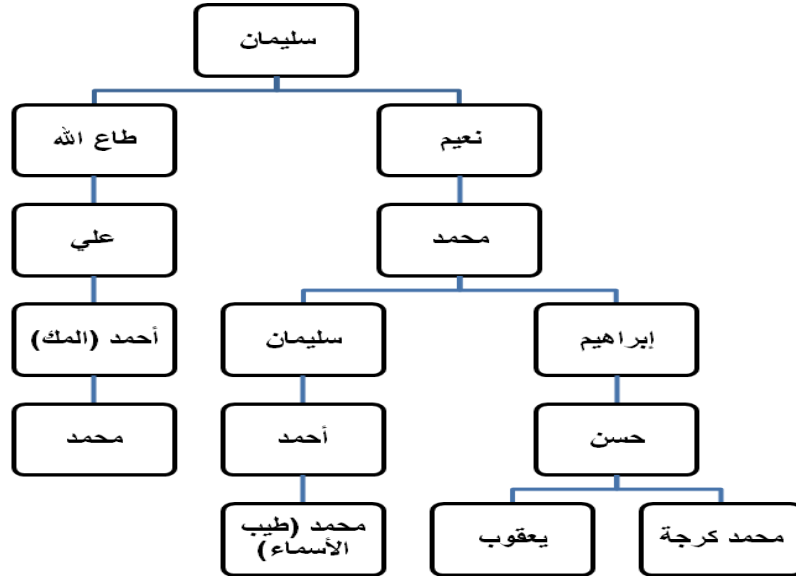 سليمان
نعيم
طاع الله
محمد
علي
إبراهيم
سليمان
أحمد (المك)
حسن
أحمد
محمد
محمد كرجة
يعقوب
محمد (طيب
الأسماء)